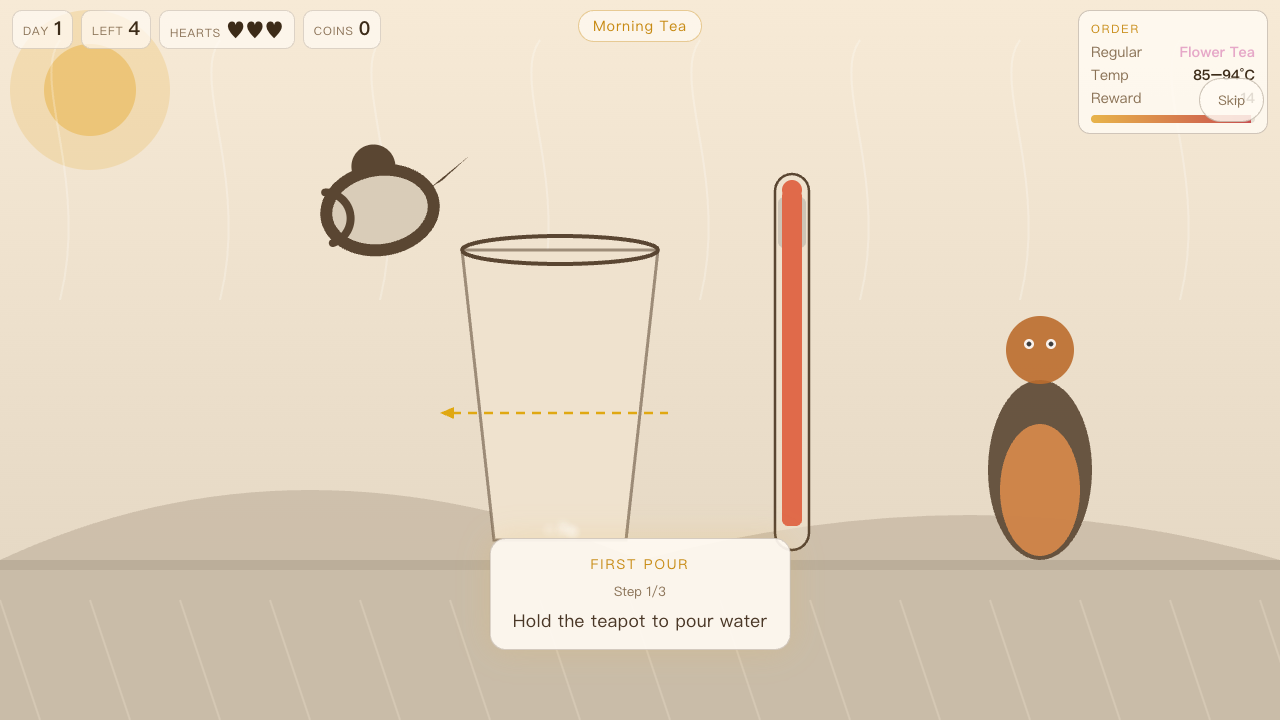 DAY 1
LEFT 4
HEARTS ♥♥♥
COINS 0
Morning Tea
ORDER
Regular Flower Tea
Temp 85–94°C
Reward 14
Skip
FIRST POUR
Step 1/3
Hold the teapot to pour water